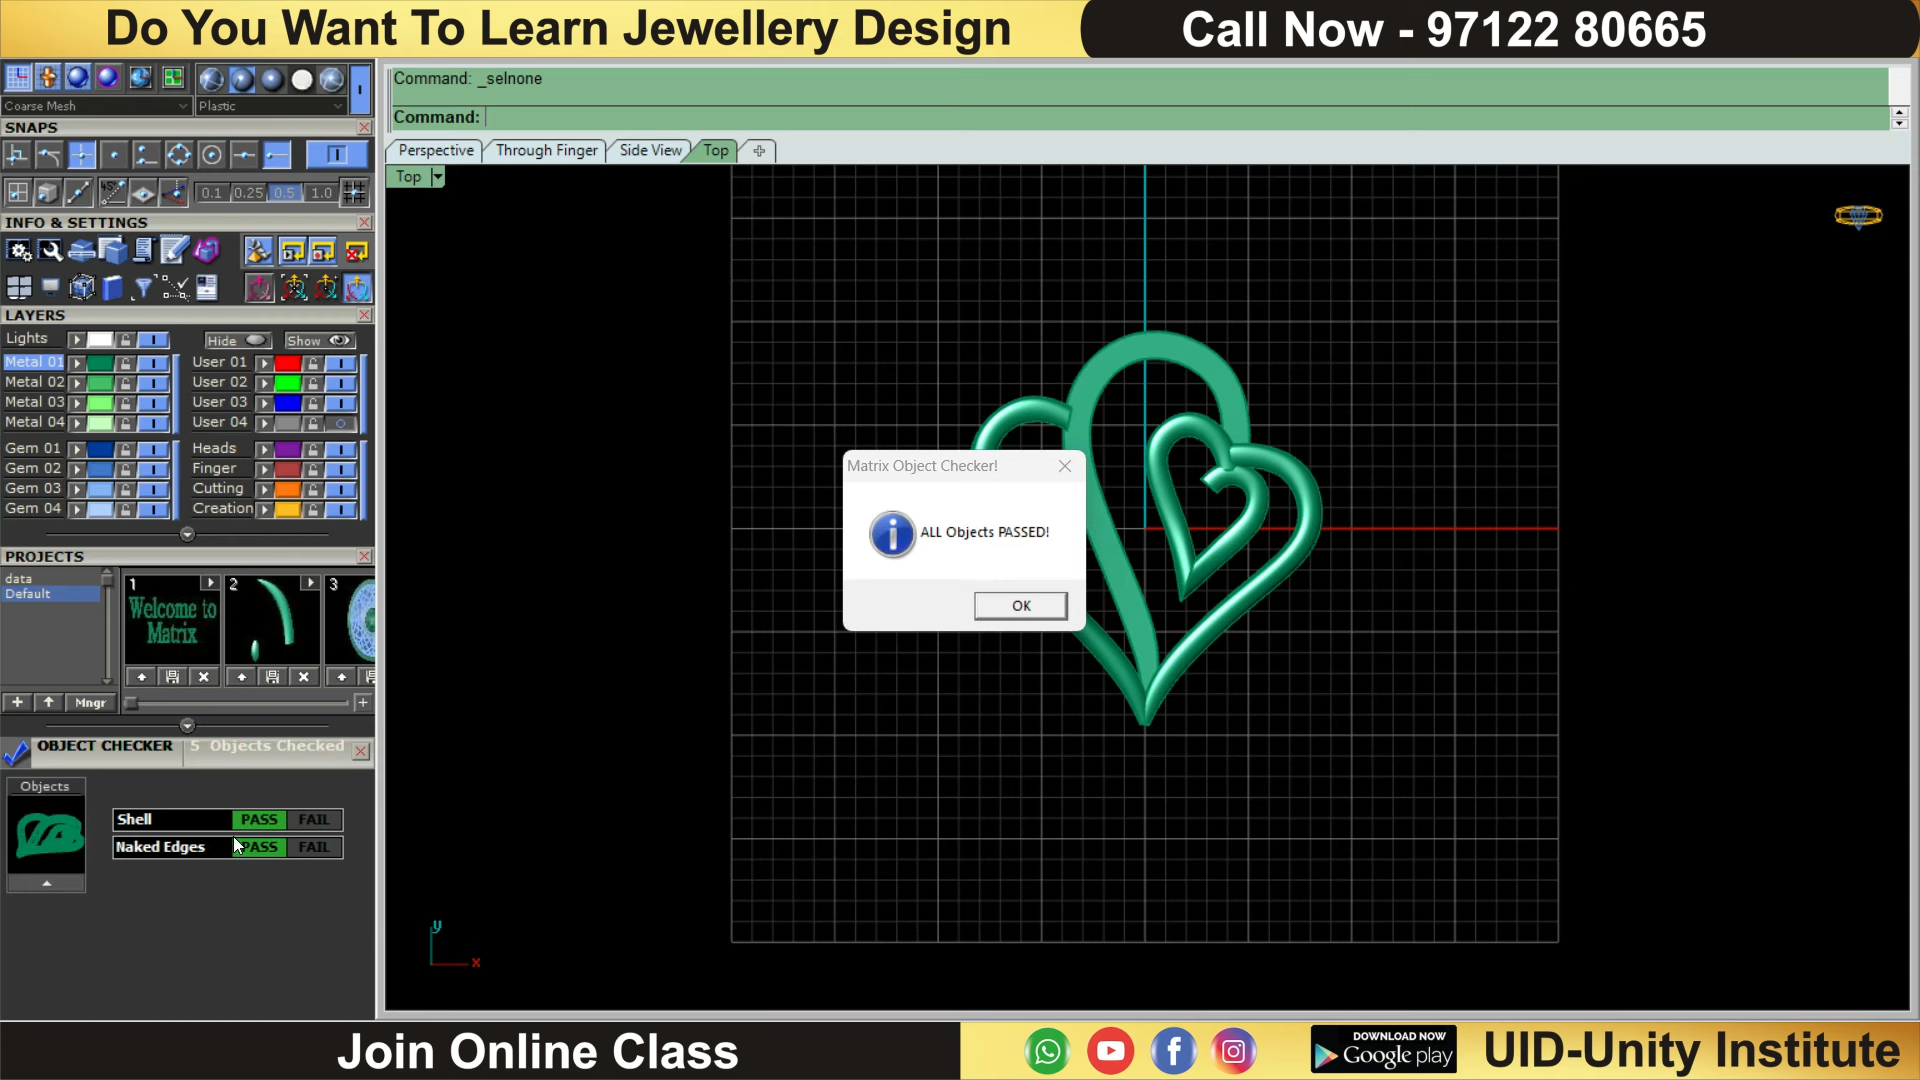 Do You Want To Learn Jewellery Design
Call Now - 97122 80665
Coarse Mesh
Plastic
Command: _selnone
Command:
SNAPS
Perspective
Through Finger
Side View
Top
Top
45°
0.1
0.25
0.5
1.0
INFO & SETTINGS
LAYERS
Lights
Hide
Show
Metal 01
User 01
Metal 02
User 02
Metal 03
User 03
Metal 04
User 04
Gem 01
Heads
Gem 02
Finger
Gem 03
Cutting
Gem 04
Creation
Matrix Object Checker!
ALL Objects PASSED!
OK
PROJECTS
data
Default
1
2
3
Welcome to
Matrix
Mngr
OBJECT CHECKER
5 Objects Checked
Objects
Shell
PASS
FAIL
Naked Edges
PASS
FAIL
y
x
Join Online Class
DOWNLOAD NOW
Google play
UID-Unity Institute